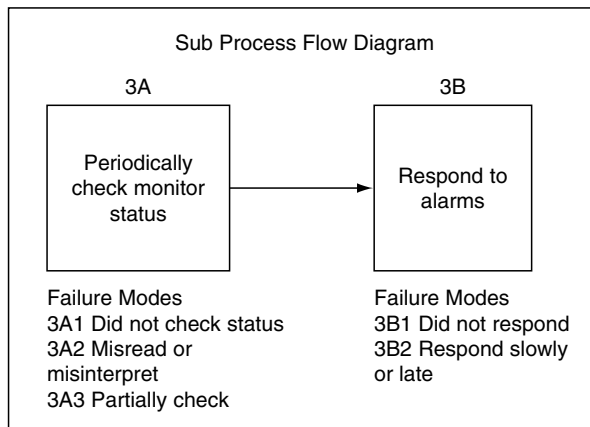 Sub Process Flow Diagram
3A
Periodically
check monitor
status
Failure Modes
3A1 Did not check status
3A2 Misread or
misinterpret
3A3 Partially check
3B
Respond to
alarms
Failure Modes
3B1 Did not respond
3B2 Respond slowly
or late